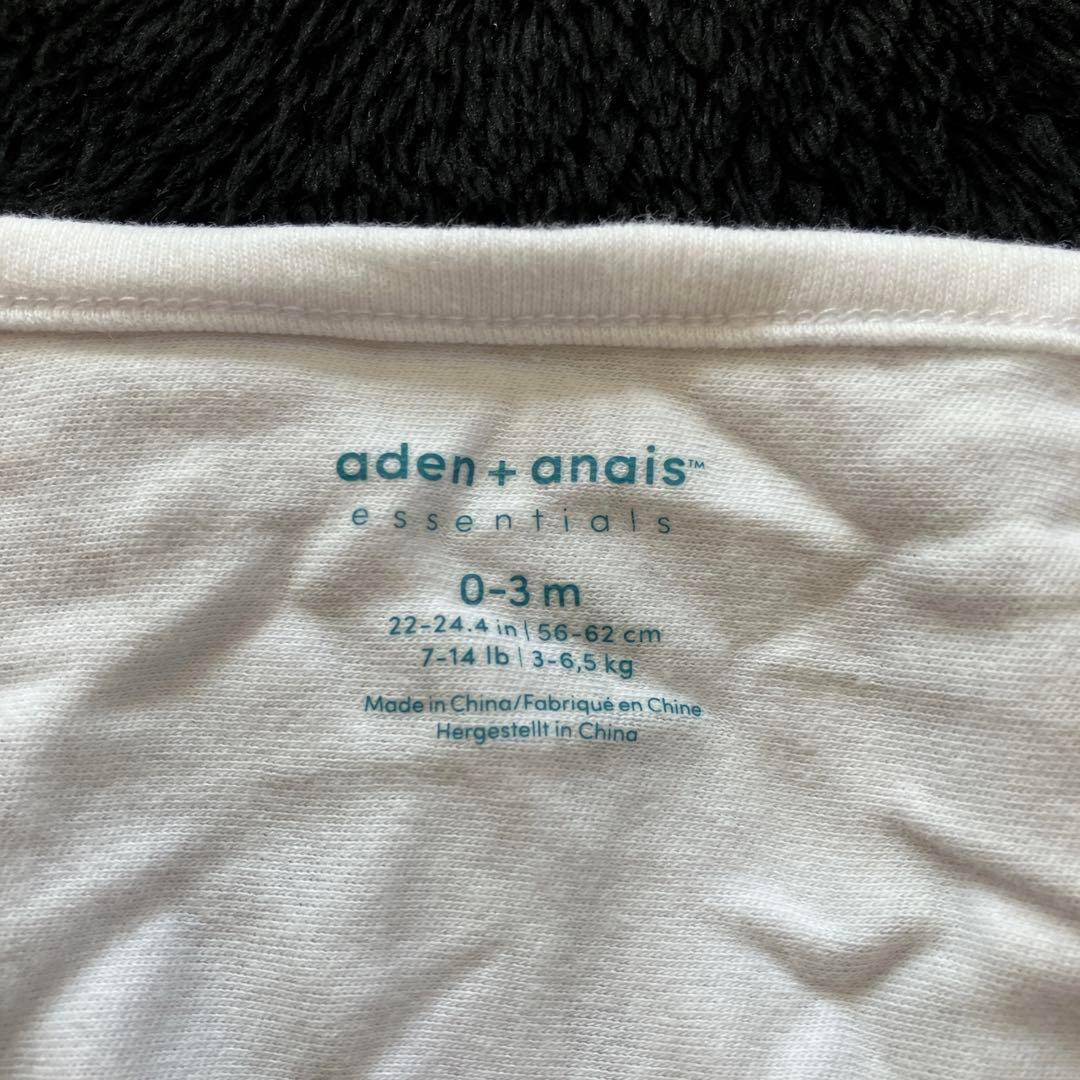 aden + anais™
essentials
0-3 m
22-24.4 in | 56-62 cm
7-14 lb | 3-6,5 kg
Made in China/Fabriqué en Chine
Hergestellt in China